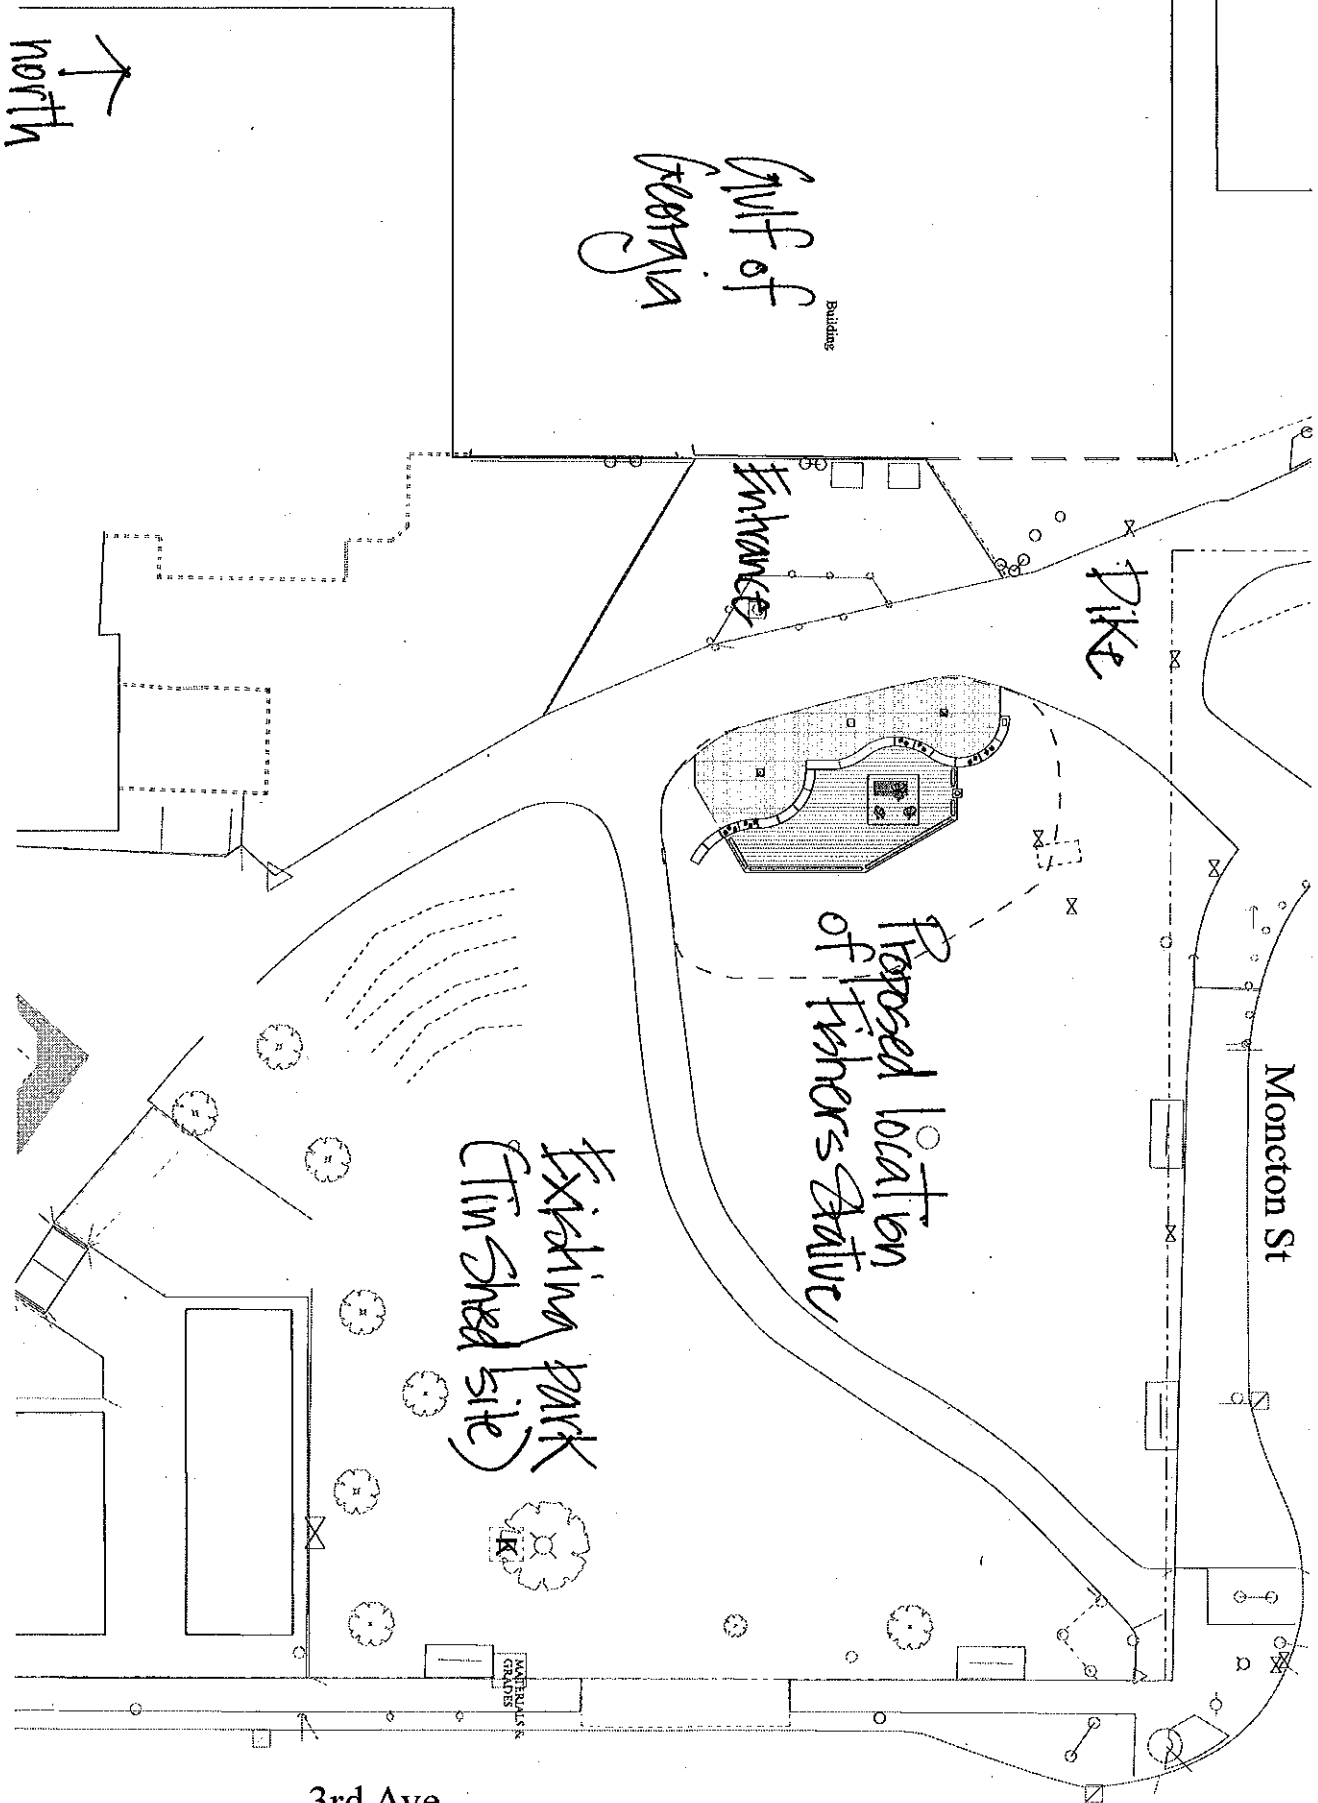 north
Gulf of
Georgia
Building
Entrance
Dike
Proposed location
of Fishers Statue
Moncton St
Existing park
(Tin Shed site)
K
MATERIALS &
GRADES
3rd Ave